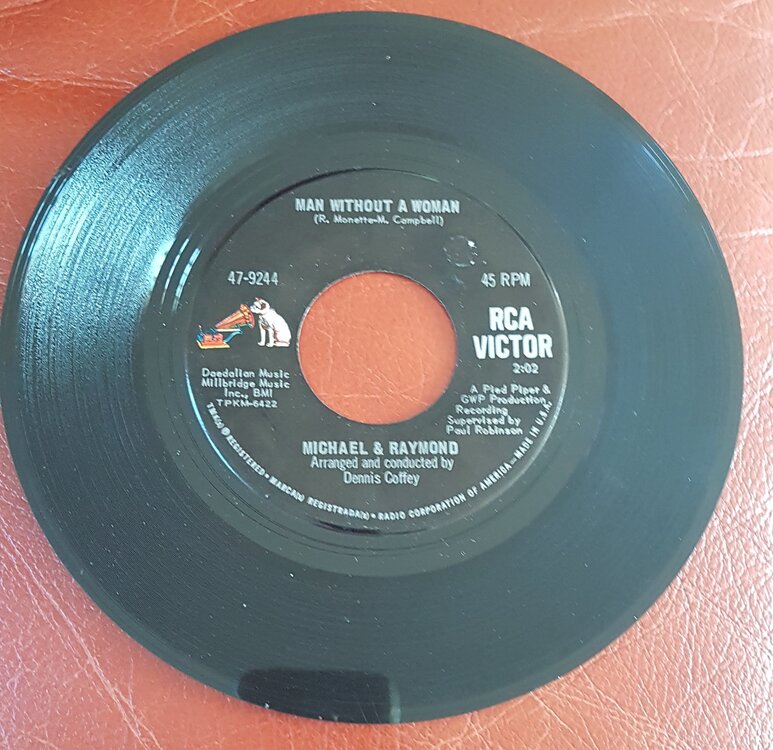 MAN WITHOUT A WOMAN
(R. Monette-M. Campbell)
47-9244
45 RPM
RCA
VICTOR
2:02
Daedalian Music
Millbridge Music
Inc., BMI
TPKM-6422
A Pied Piper &
GWP Production
Recording
Supervised by
Paul Robinson
MICHAEL & RAYMOND
Arranged and conducted by
Dennis Coffey
TMK(s) ® REGISTERED • MARCA(s) REGISTRADA(s) • RADIO CORPORATION OF AMERICA—MADE IN U.S.A.